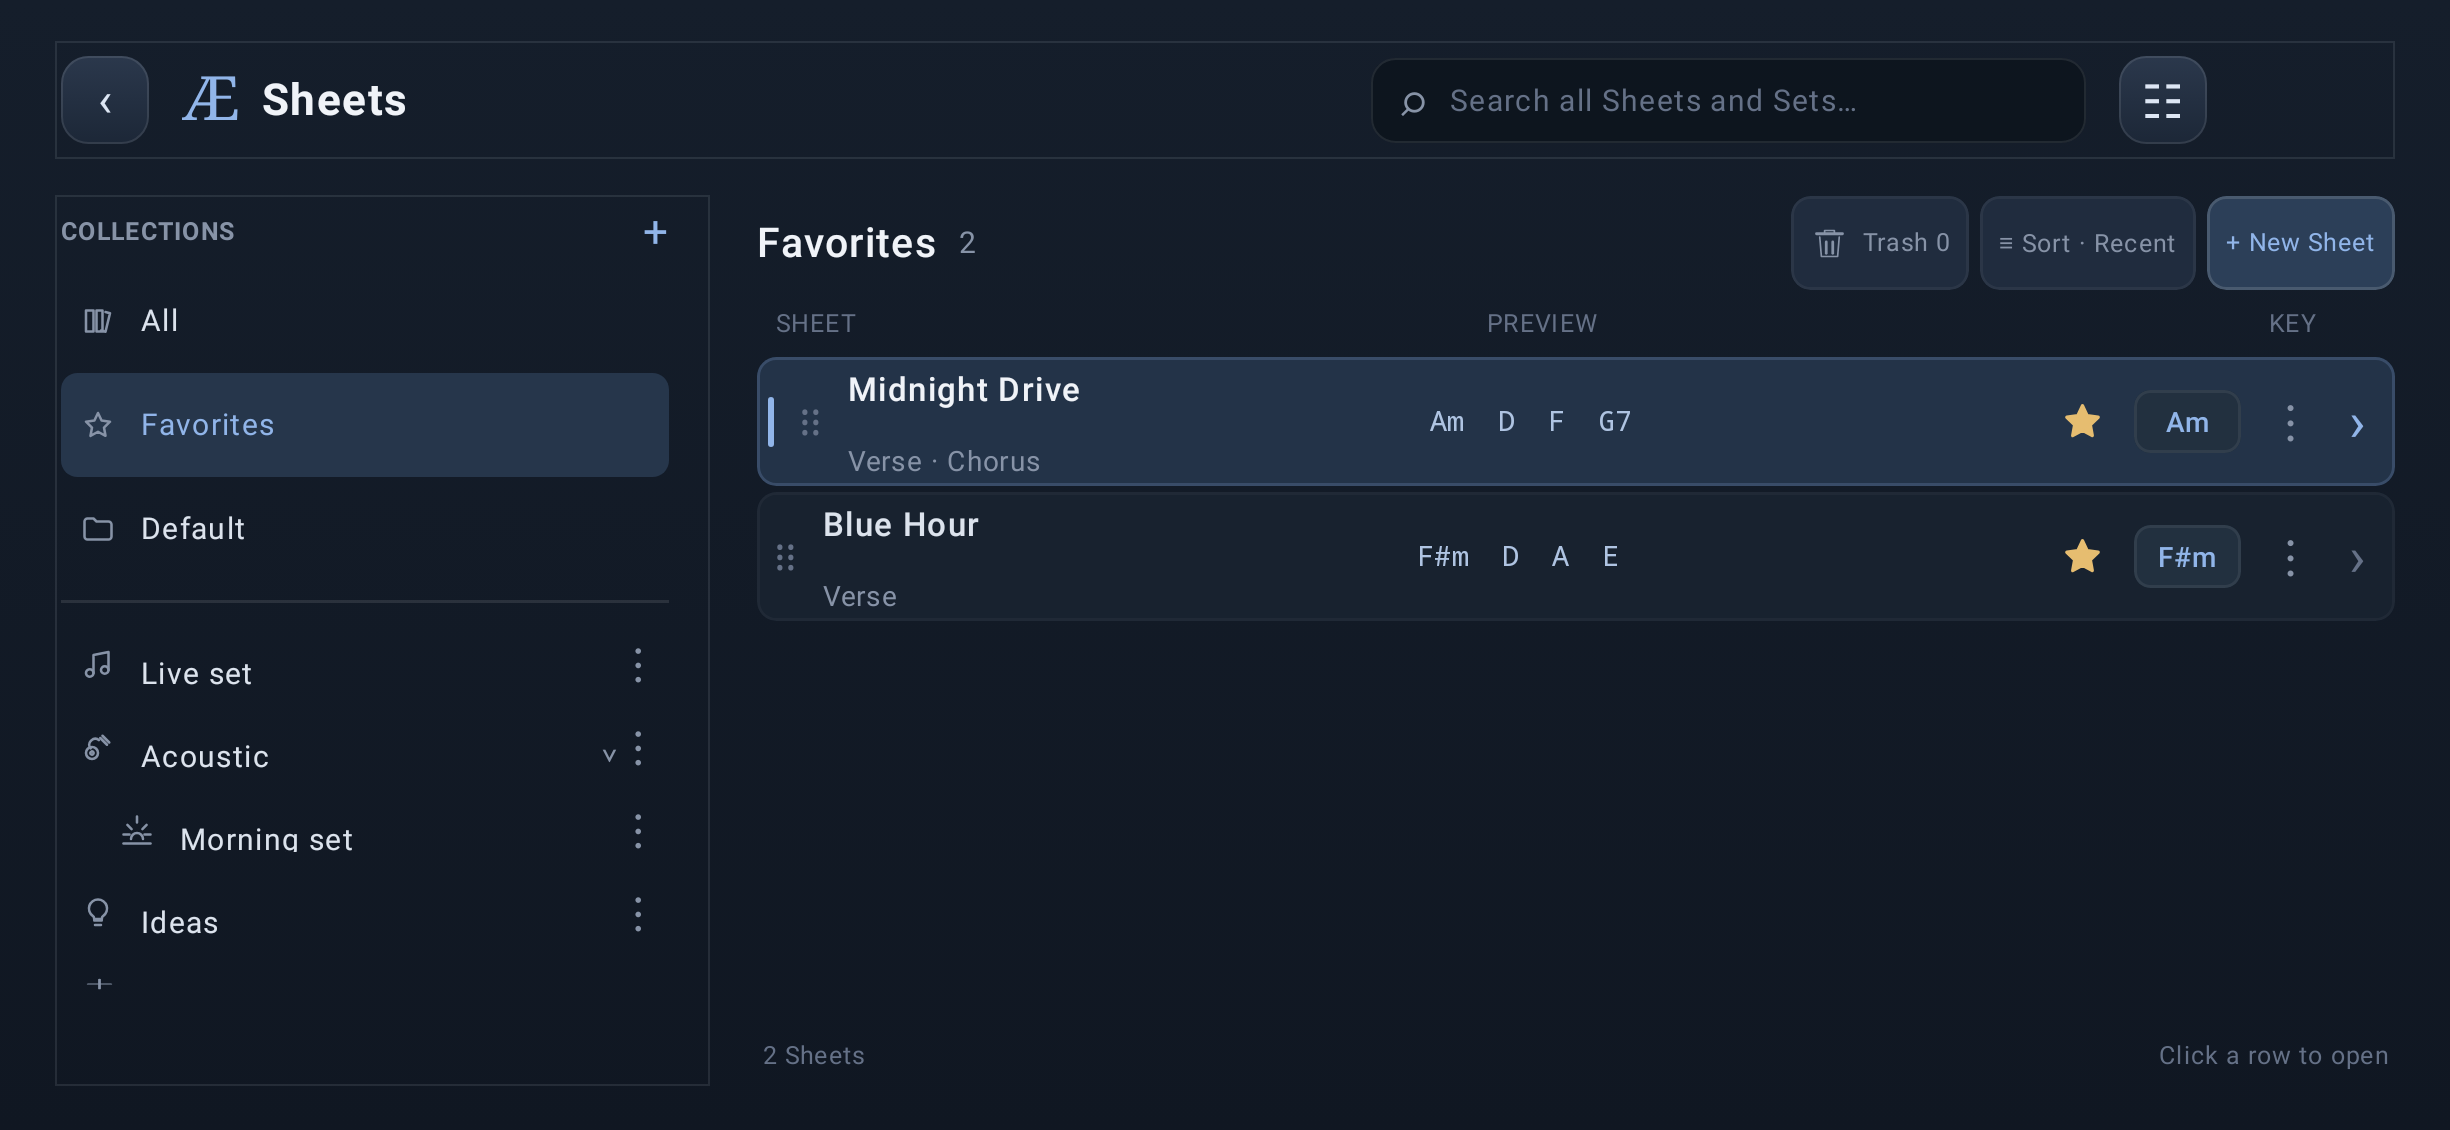 ‹ Æ Sheets
Search all Sheets and Sets…
COLLECTIONS +
All
Favorites
Default
Live set
Acoustic
Morning set
Ideas
Favorites 2
Trash 0
≡ Sort · Recent
+ New Sheet
SHEET PREVIEW KEY
Midnight Drive
Verse · Chorus
Am D F G7
Am
Blue Hour
Verse
F#m D A E
F#m
2 Sheets
Click a row to open